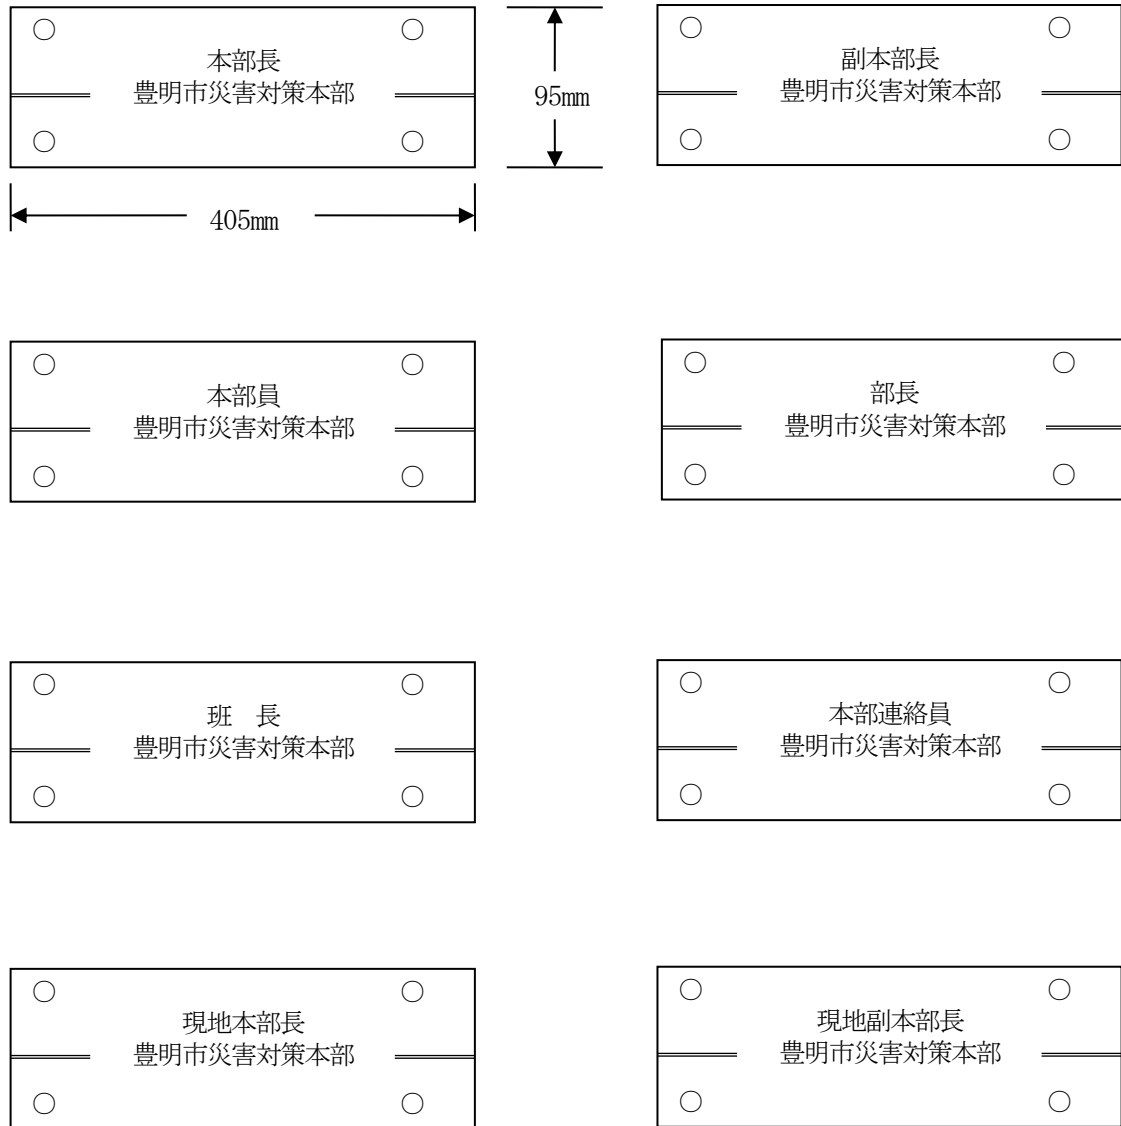 本部長
豊明市災害対策本部
95mm
405mm
副本部長
豊明市災害対策本部
本部員
豊明市災害対策本部
部長
豊明市災害対策本部
班　長
豊明市災害対策本部
本部連絡員
豊明市災害対策本部
現地本部長
豊明市災害対策本部
現地副本部長
豊明市災害対策本部